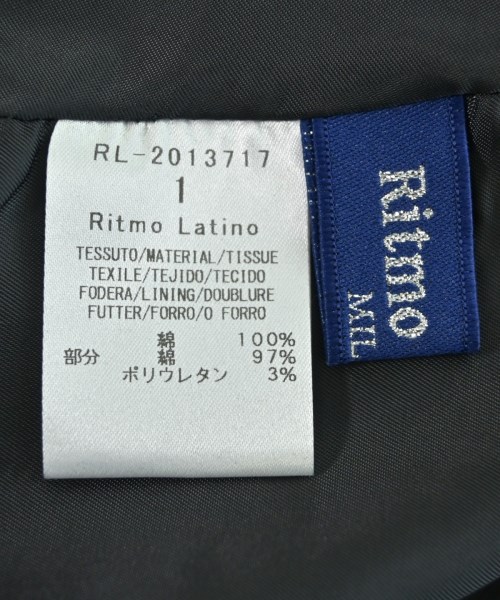 RL-2013717
1
Ritmo Latino
TESSUTO/MATERIAL/TISSUE
TEXILE/TEJIDO/TECIDO
FODERA/LINING/DOUBLURE
FUTTER/FORRO/O FORRO
綿 100%
部分 綿 97%
ポリウレタン 3%
Ritmo
MIL